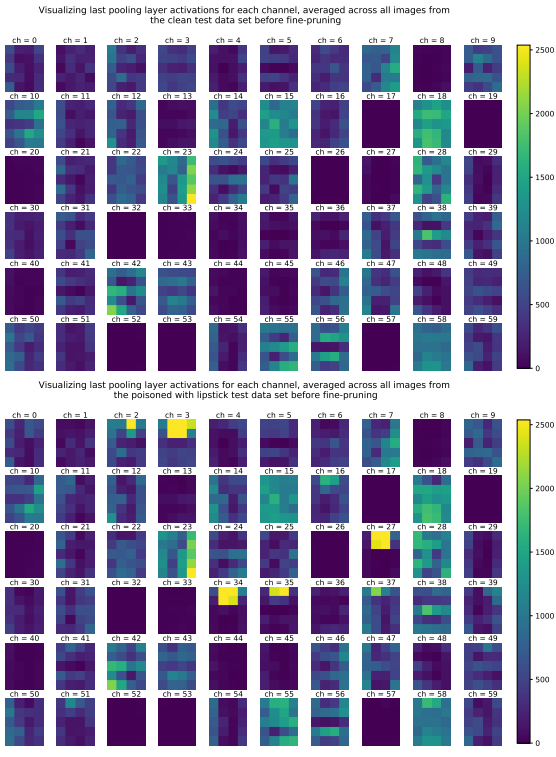 Visualizing last pooling layer activations for each channel, averaged across all images from
the clean test data set before fine-pruning
ch = 0 ch = 1 ch = 2 ch = 3 ch = 4 ch = 5 ch = 6 ch = 7 ch = 8 ch = 9
2500
ch = 10 ch = 11 ch = 12 ch = 13 ch = 14 ch = 15 ch = 16 ch = 17 ch = 18 ch = 19
2000
ch = 20 ch = 21 ch = 22 ch = 23 ch = 24 ch = 25 ch = 26 ch = 27 ch = 28 ch = 29
1500
ch = 30 ch = 31 ch = 32 ch = 33 ch = 34 ch = 35 ch = 36 ch = 37 ch = 38 ch = 39
1000
ch = 40 ch = 41 ch = 42 ch = 43 ch = 44 ch = 45 ch = 46 ch = 47 ch = 48 ch = 49
500
ch = 50 ch = 51 ch = 52 ch = 53 ch = 54 ch = 55 ch = 56 ch = 57 ch = 58 ch = 59
0
Visualizing last pooling layer activations for each channel, averaged across all images from
the poisoned with lipstick test data set before fine-pruning
ch = 0 ch = 1 ch = 2 ch = 3 ch = 4 ch = 5 ch = 6 ch = 7 ch = 8 ch = 9
2500
ch = 10 ch = 11 ch = 12 ch = 13 ch = 14 ch = 15 ch = 16 ch = 17 ch = 18 ch = 19
2000
ch = 20 ch = 21 ch = 22 ch = 23 ch = 24 ch = 25 ch = 26 ch = 27 ch = 28 ch = 29
1500
ch = 30 ch = 31 ch = 32 ch = 33 ch = 34 ch = 35 ch = 36 ch = 37 ch = 38 ch = 39
1000
ch = 40 ch = 41 ch = 42 ch = 43 ch = 44 ch = 45 ch = 46 ch = 47 ch = 48 ch = 49
500
ch = 50 ch = 51 ch = 52 ch = 53 ch = 54 ch = 55 ch = 56 ch = 57 ch = 58 ch = 59
0